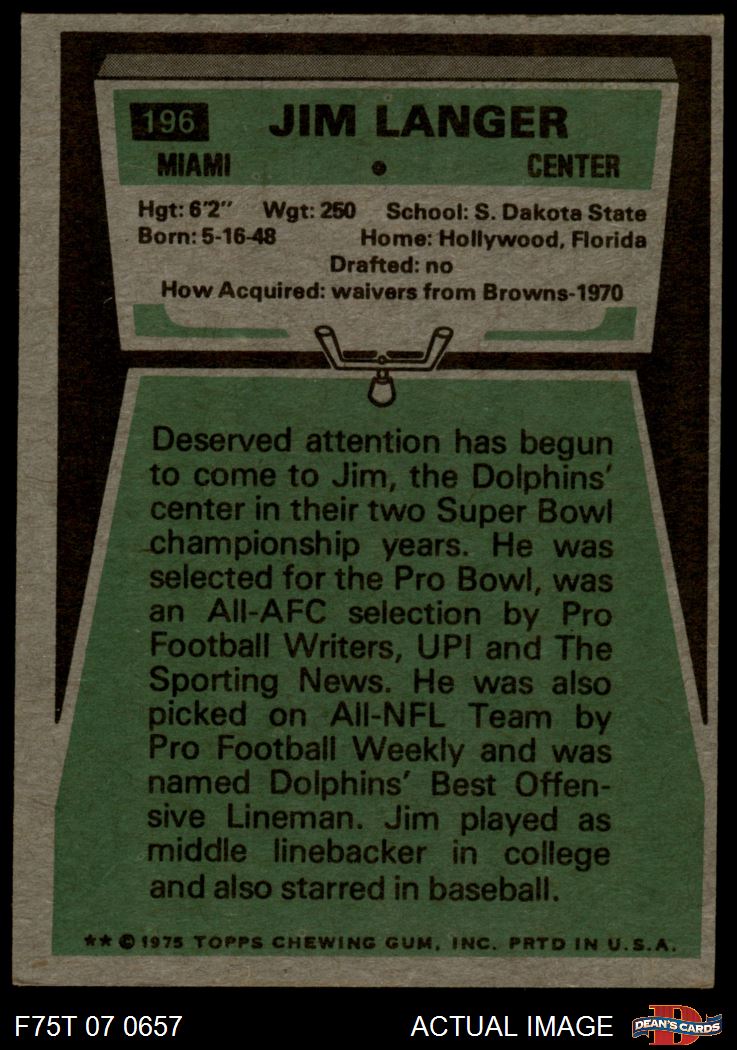 196 JIM LANGER
MIAMI • CENTER
Hgt: 6'2" Wgt: 250 School: S. Dakota State
Born: 5-16-48 Home: Hollywood, Florida
Drafted: no
How Acquired: waivers from Browns-1970
Deserved attention has begun
to come to Jim, the Dolphins'
center in their two Super Bowl
championship years. He was
selected for the Pro Bowl, was
an All-AFC selection by Pro
Football Writers, UPI and The
Sporting News. He was also
picked on All-NFL Team by
Pro Football Weekly and was
named Dolphins' Best Offen-
sive Lineman. Jim played as
middle linebacker in college
and also starred in baseball.
** © 1975 TOPPS CHEWING GUM, INC. PRTD IN U.S.A.
F75T 07 0657 ACTUAL IMAGE D DEAN'S CARDS